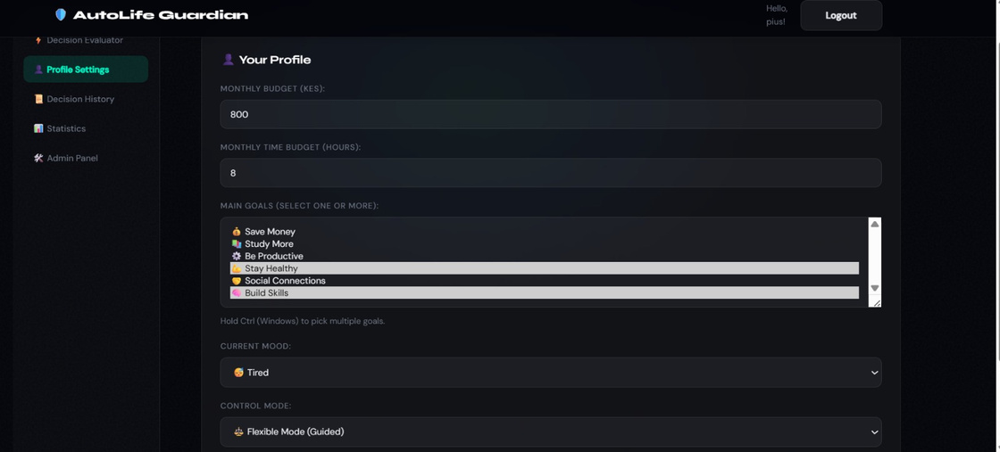 AutoLife Guardian
Hello,
pius!
Logout
Decision Evaluator
Profile Settings
Decision History
Statistics
Admin Panel
Your Profile
MONTHLY BUDGET (KES):
800
MONTHLY TIME BUDGET (HOURS):
8
MAIN GOALS (SELECT ONE OR MORE):
Save Money
Study More
Be Productive
Stay Healthy
Social Connections
Build Skills
Hold Ctrl (Windows) to pick multiple goals.
CURRENT MOOD:
Tired
CONTROL MODE:
Flexible Mode (Guided)